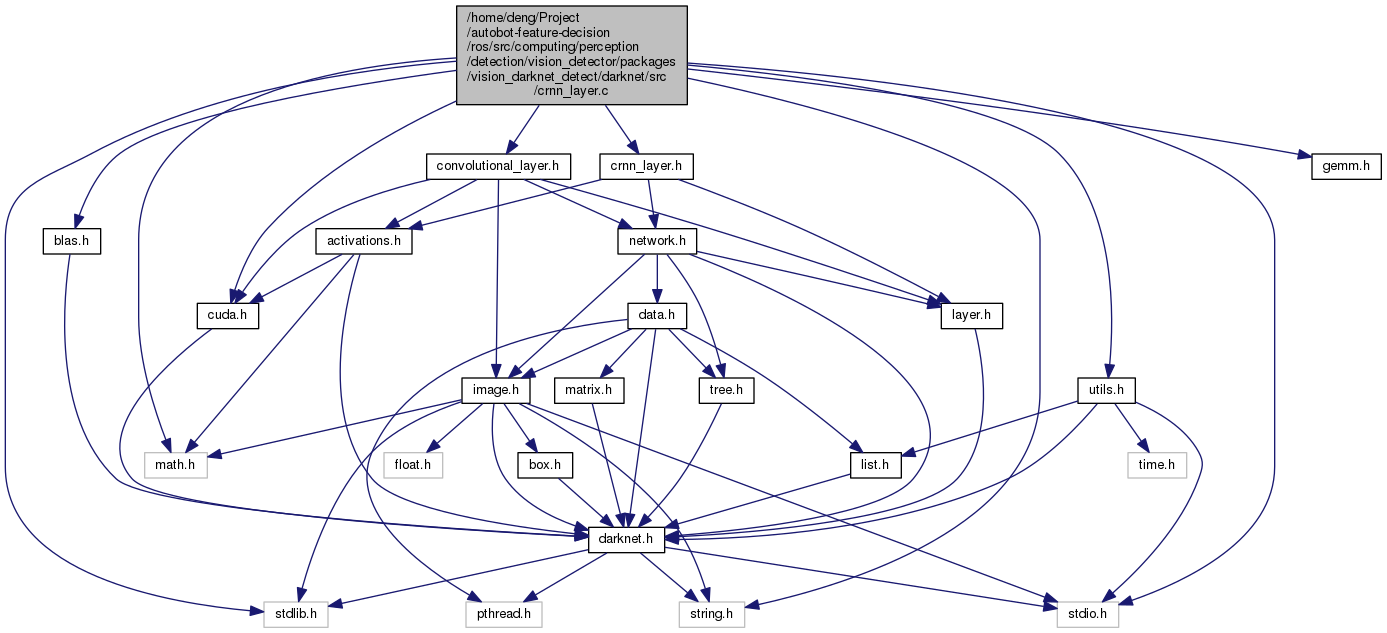 /home/deng/Project
/autobot-feature-decision
/ros/src/computing/perception
/detection/vision_detector/packages
/vision_darknet_detect/darknet/src
/crnn_layer.c
convolutional_layer.h
crnn_layer.h
gemm.h
blas.h
activations.h
network.h
cuda.h
data.h
layer.h
image.h
matrix.h
tree.h
utils.h
math.h
float.h
box.h
list.h
time.h
darknet.h
stdlib.h
pthread.h
string.h
stdio.h